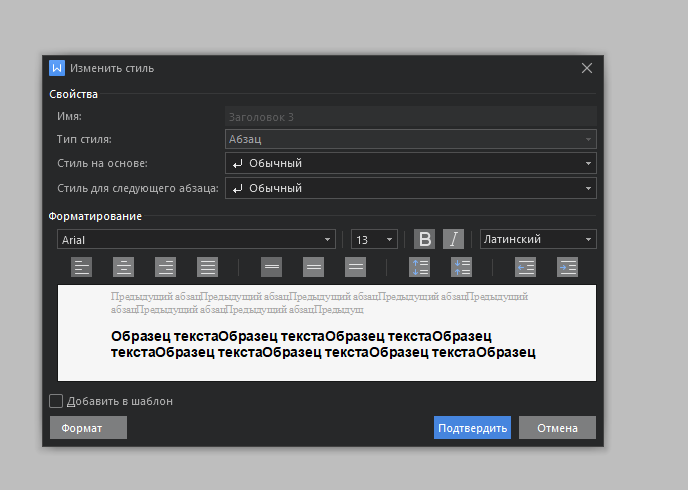 Изменить стиль
Свойства
Имя: Заголовок 3
Тип стиля: Абзац
Стиль на основе: Обычный
Стиль для следующего абзаца: Обычный
Форматирование
Arial 13 B I Латинский
Предыдущий абзацПредыдущий абзацПредыдущий абзацПредыдущий абзацПредыдущий
абзацПредыдущий абзацПредыдущий абзацПредыдущ
Образец текстаОбразец текстаОбразец текстаОбразец
текстаОбразец текстаОбразец текстаОбразец текстаОбразец
Добавить в шаблон
Формат Подтвердить Отмена